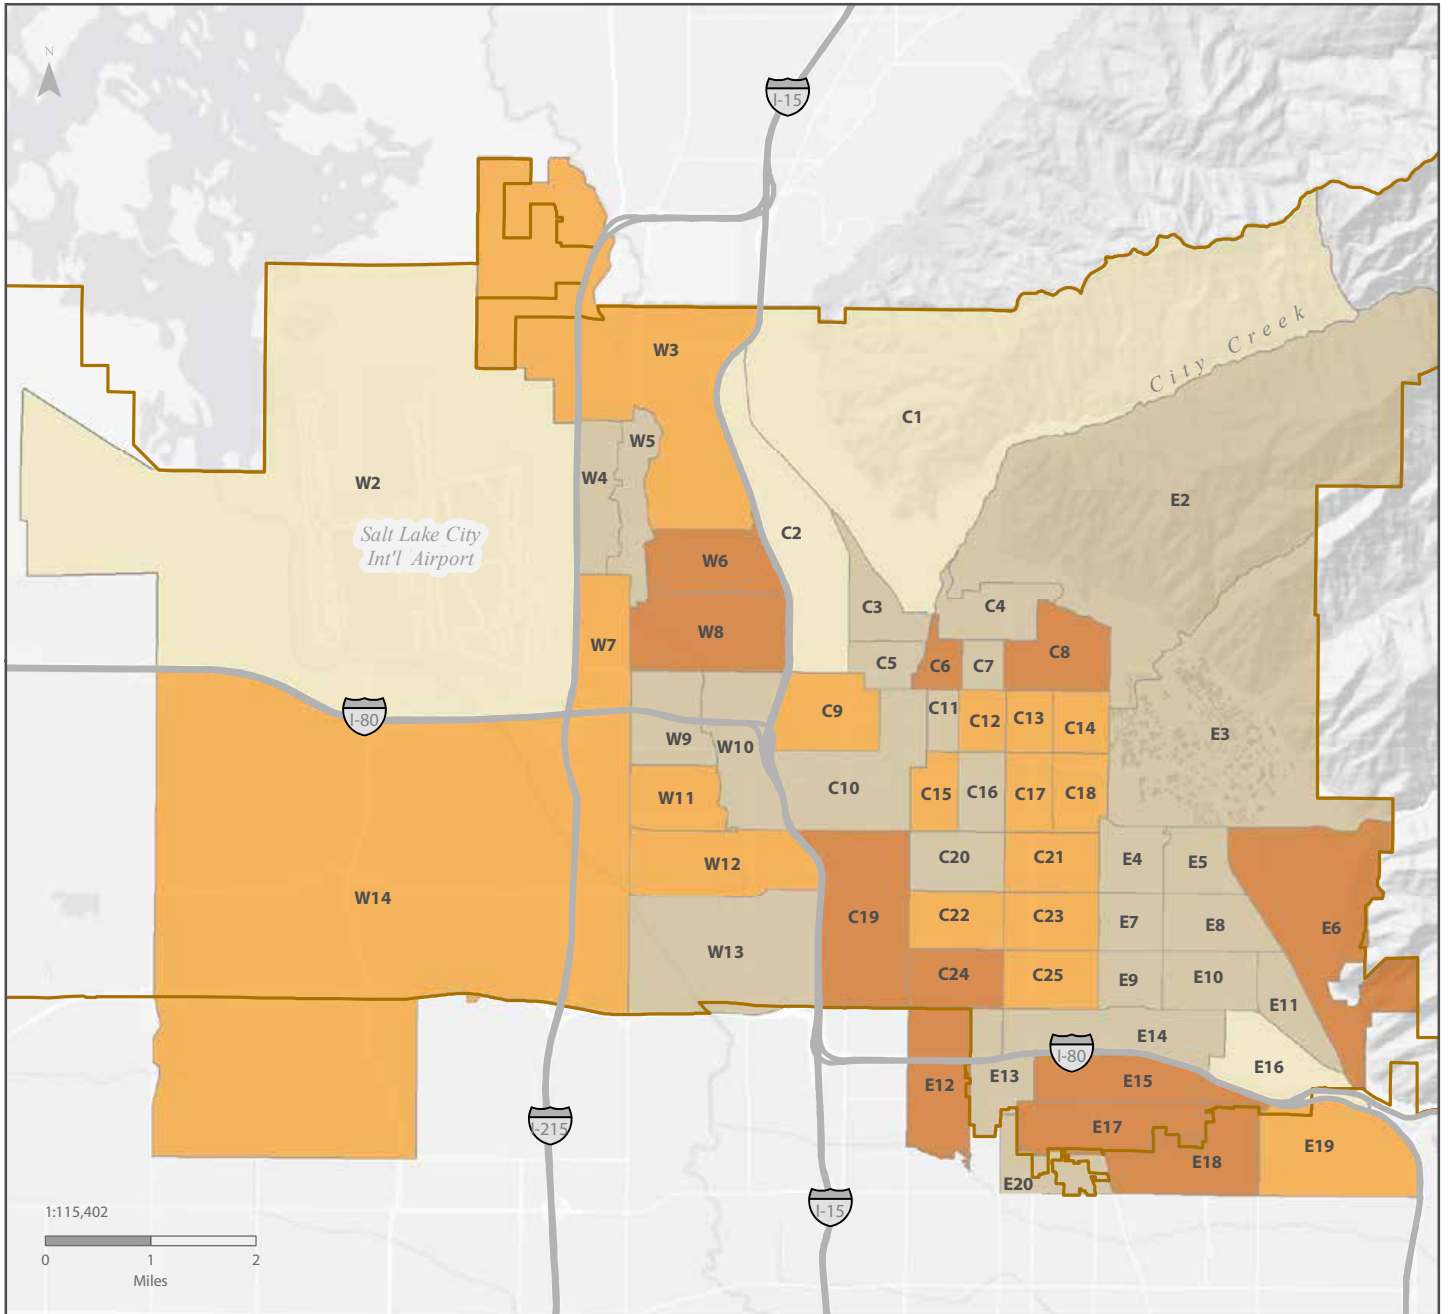 N
I-15
W3
City Creek
C1
W5
W4
W2
E2
Salt Lake City
Int'l Airport
C2
W6
C3
C4
W8
W7
C8
C5
C6
C7
I-80
C9
C11
C12
C13
C14
E3
W9
W10
C10
W11
C15
C16
C17
C18
W12
C20
C21
E4
E5
W14
C19
C22
C23
E7
E8
E6
W13
C24
C25
E9
E10
E11
E14
I-80
E13
E16
E12
E15
I-215
E17
E19
E18
E20
I-15
1:115,402
0 1 2
Miles